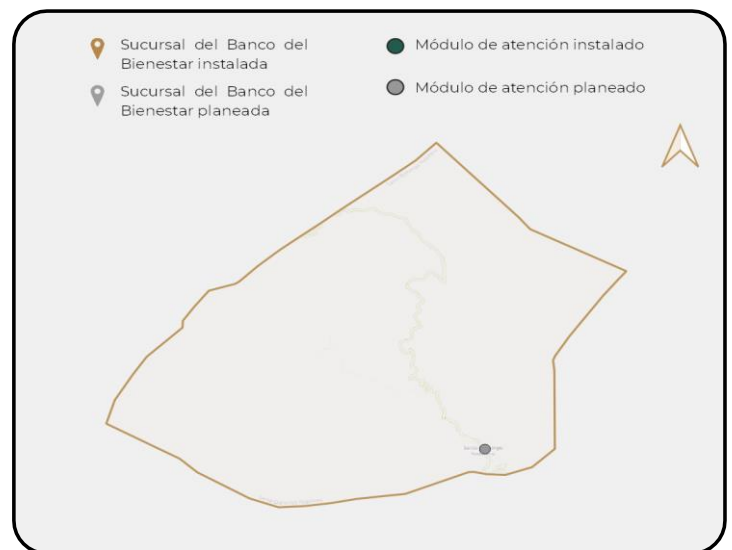 Sucursal del Banco del
Bienestar instalada
Sucursal del Banco del
Bienestar planeada
Módulo de atención instalado
Módulo de atención planeado